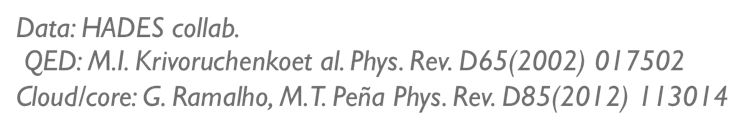 Data: HADES collab.
QED: M.I. Krivoruchenkoet al. Phys. Rev. D65(2002) 017502
Cloud/core: G. Ramalho, M.T. Peña Phys. Rev. D85(2012) 113014